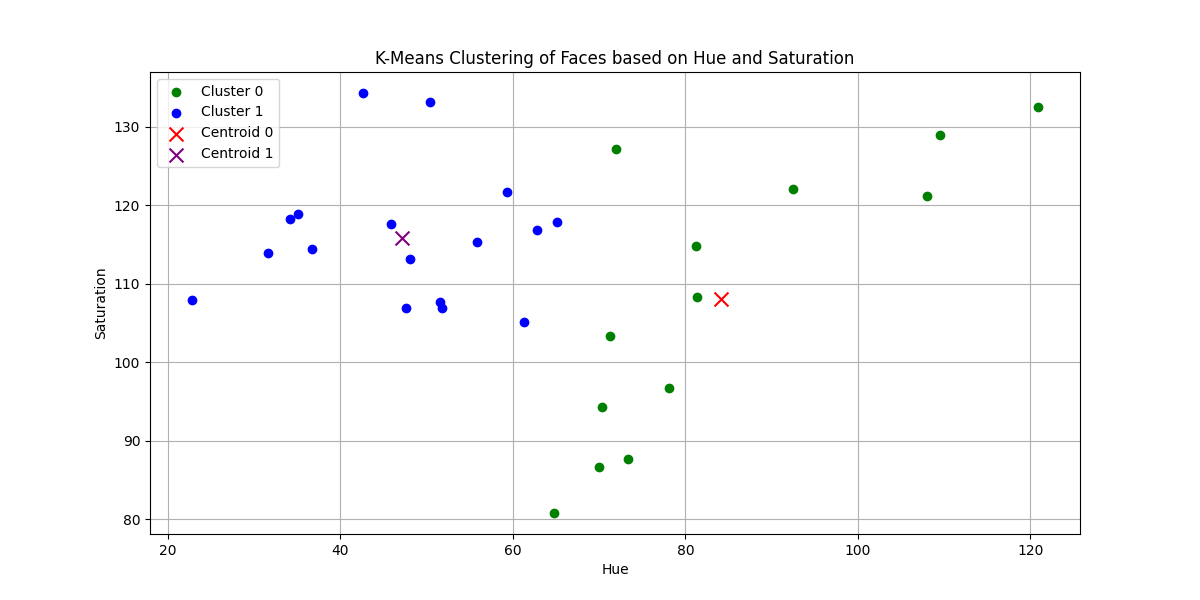 K-Means Clustering of Faces based on Hue and Saturation
Cluster 0
Cluster 1
Centroid 0
Centroid 1
130
120
110
100
90
80
Saturation
20 40 60 80 100 120
Hue